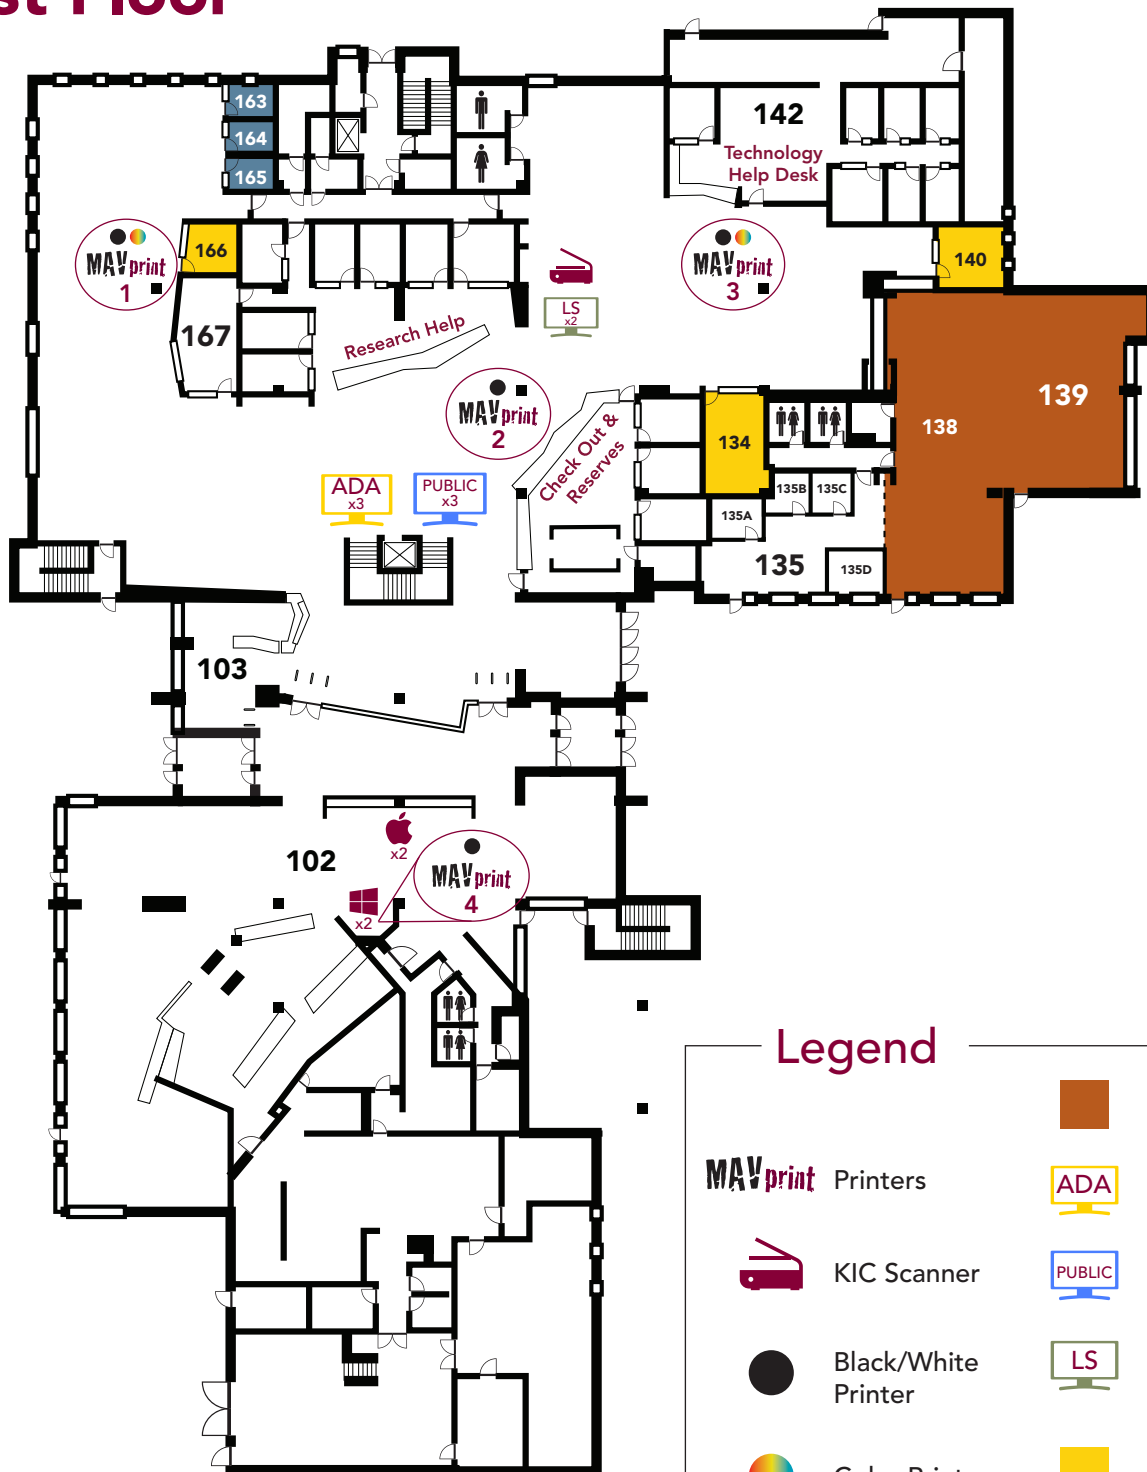 st Floor
163
164
165
142
Technology
Help Desk
MAVprint
1
166
167
Research Help
LS
x2
MAVprint
3
140
139
138
MAVprint
2
Check Out &
Reserves
134
135B
135C
135A
135
135D
ADA
x3
PUBLIC
x3
103
102
x2
x2
MAVprint
4
Legend
MAVprint
Printers
ADA
KIC Scanner
PUBLIC
Black/White
Printer
LS